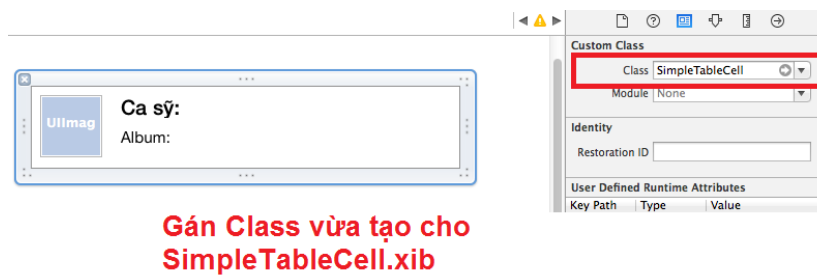 Custom Class
Class SimpleTableCell
Module None
Identity
Restoration ID
User Defined Runtime Attributes
Key Path Type Value
UIImag
Ca sỹ:
Album:
Gán Class vừa tạo cho
SimpleTableCell.xib